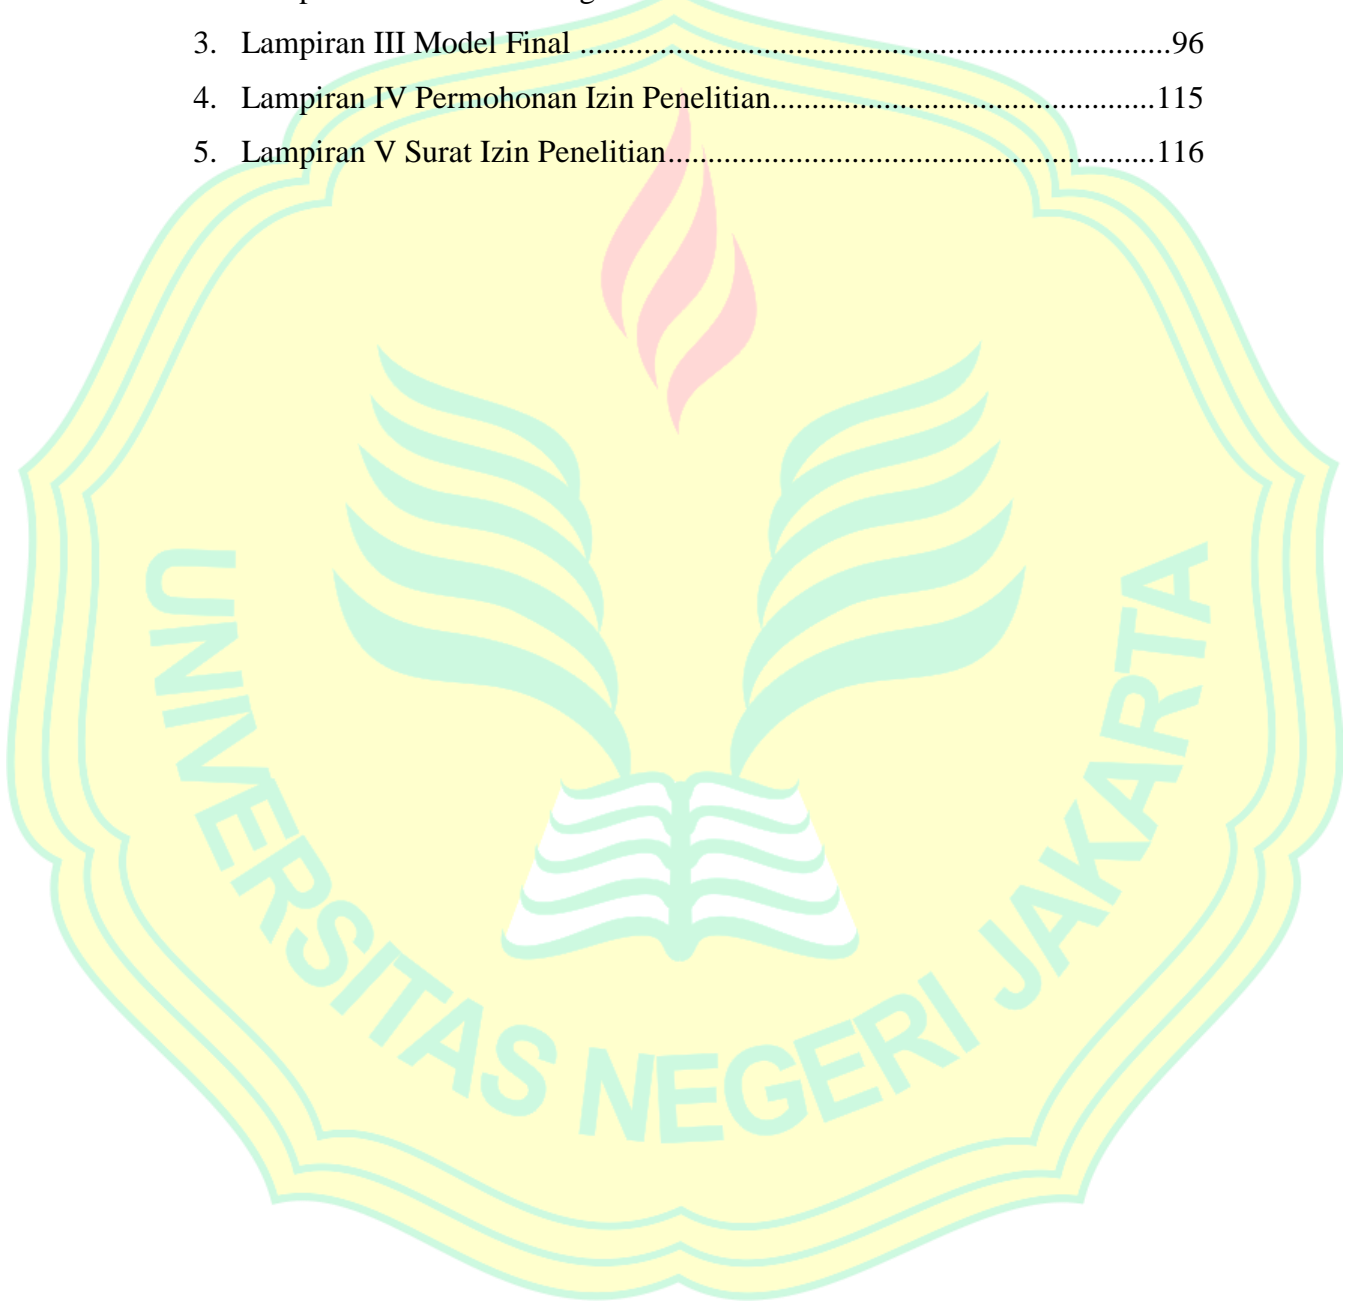 3. Lampiran III Model Final ..........................................................................96
4. Lampiran IV Permohonan Izin Penelitian................................................115
5. Lampiran V Surat Izin Penelitian.............................................................116
UNIVERSITAS NEGERI JAKARTA